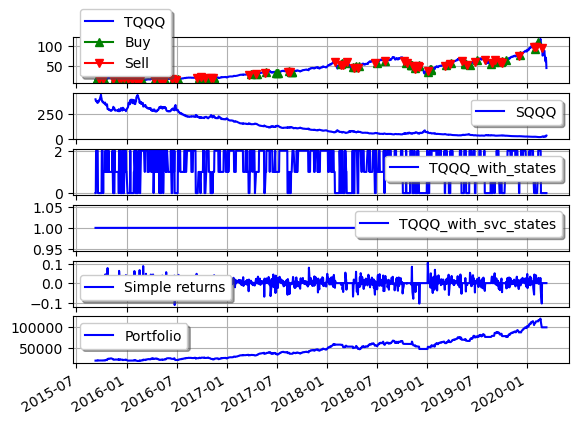 TQQQ
Buy
Sell
100
50
SQQQ
250
0
TQQQ_with_states
2
0
TQQQ_with_svc_states
1.05
1.00
0.95
Simple returns
0.1
0.0
−0.1
Portfolio
100000
50000
2015-07 2016-01 2016-07 2017-01 2017-07 2018-01 2018-07 2019-01 2019-07 2020-01